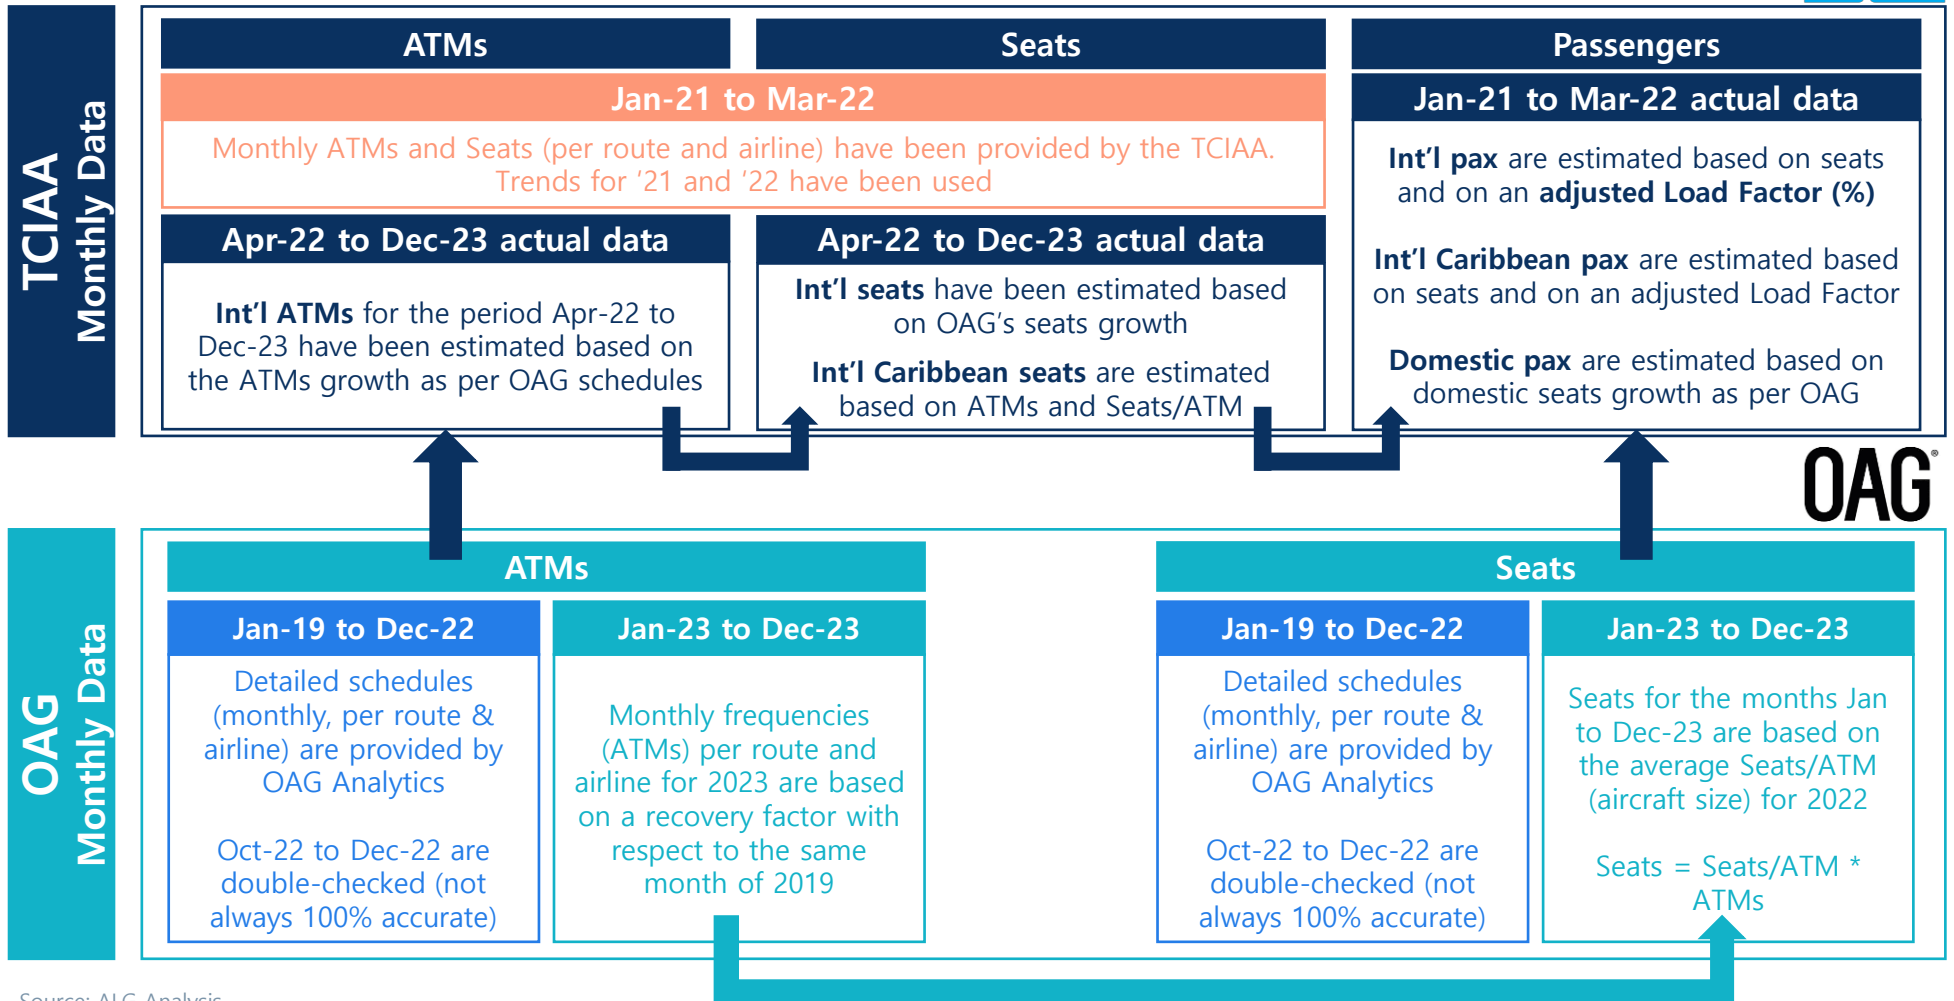 TCIAA
Monthly Data
ATMs
Seats
Passengers
Jan-21 to Mar-22
Monthly ATMs and Seats (per route and airline) have been provided by the TCIAA.
Trends for ‘21 and ‘22 have been used
Apr-22 to Dec-23 actual data
Int’l ATMs for the period Apr-22 to
Dec-23 have been estimated based on
the ATMs growth as per OAG schedules
Apr-22 to Dec-23 actual data
Int’l seats have been estimated based
on OAG’s seats growth
Int’l Caribbean seats are estimated
based on ATMs and Seats/ATM
Jan-21 to Mar-22 actual data
Int’l pax are estimated based on seats
and on an adjusted Load Factor (%)
Int’l Caribbean pax are estimated based
on seats and on an adjusted Load Factor
Domestic pax are estimated based on
domestic seats growth as per OAG
OAG®
OAG
Monthly Data
ATMs
Jan-19 to Dec-22
Detailed schedules
(monthly, per route &
airline) are provided by
OAG Analytics
Oct-22 to Dec-22 are
double-checked (not
always 100% accurate)
Jan-23 to Dec-23
Monthly frequencies
(ATMs) per route and
airline for 2023 are based
on a recovery factor with
respect to the same
month of 2019
Seats
Jan-19 to Dec-22
Detailed schedules
(monthly, per route &
airline) are provided by
OAG Analytics
Oct-22 to Dec-22 are
double-checked (not
always 100% accurate)
Jan-23 to Dec-23
Seats for the months Jan
to Dec-23 are based on
the average Seats/ATM
(aircraft size) for 2022
Seats = Seats/ATM *
ATMs
Source: ALG Analysis